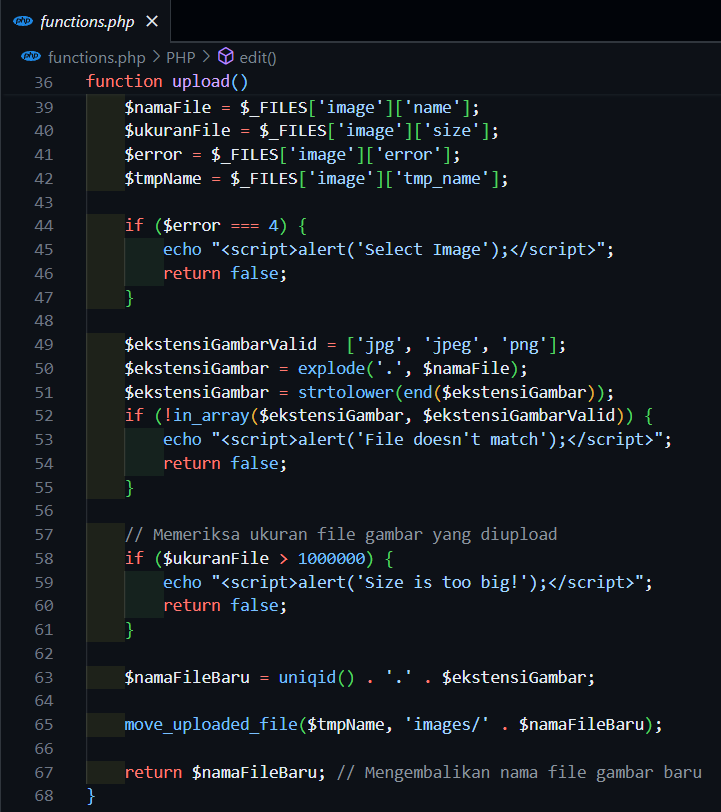 php functions.php ×
php functions.php > PHP > edit()
36 function upload()
39 $namaFile = $_FILES['image']['name'];
40 $ukuranFile = $_FILES['image']['size'];
41 $error = $_FILES['image']['error'];
42 $tmpName = $_FILES['image']['tmp_name'];
43
44 if ($error === 4) {
45 echo "<script>alert('Select Image');</script>";
46 return false;
47 }
48
49 $ekstensiGambarValid = ['jpg', 'jpeg', 'png'];
50 $ekstensiGambar = explode('.', $namaFile);
51 $ekstensiGambar = strtolower(end($ekstensiGambar));
52 if (!in_array($ekstensiGambar, $ekstensiGambarValid)) {
53 echo "<script>alert('File doesn't match');</script>";
54 return false;
55 }
56
57 // Memeriksa ukuran file gambar yang diupload
58 if ($ukuranFile > 1000000) {
59 echo "<script>alert('Size is too big!');</script>";
60 return false;
61 }
62
63 $namaFileBaru = uniqid() . '.' . $ekstensiGambar;
64
65 move_uploaded_file($tmpName, 'images/' . $namaFileBaru);
66
67 return $namaFileBaru; // Mengembalikan nama file gambar baru
68 }